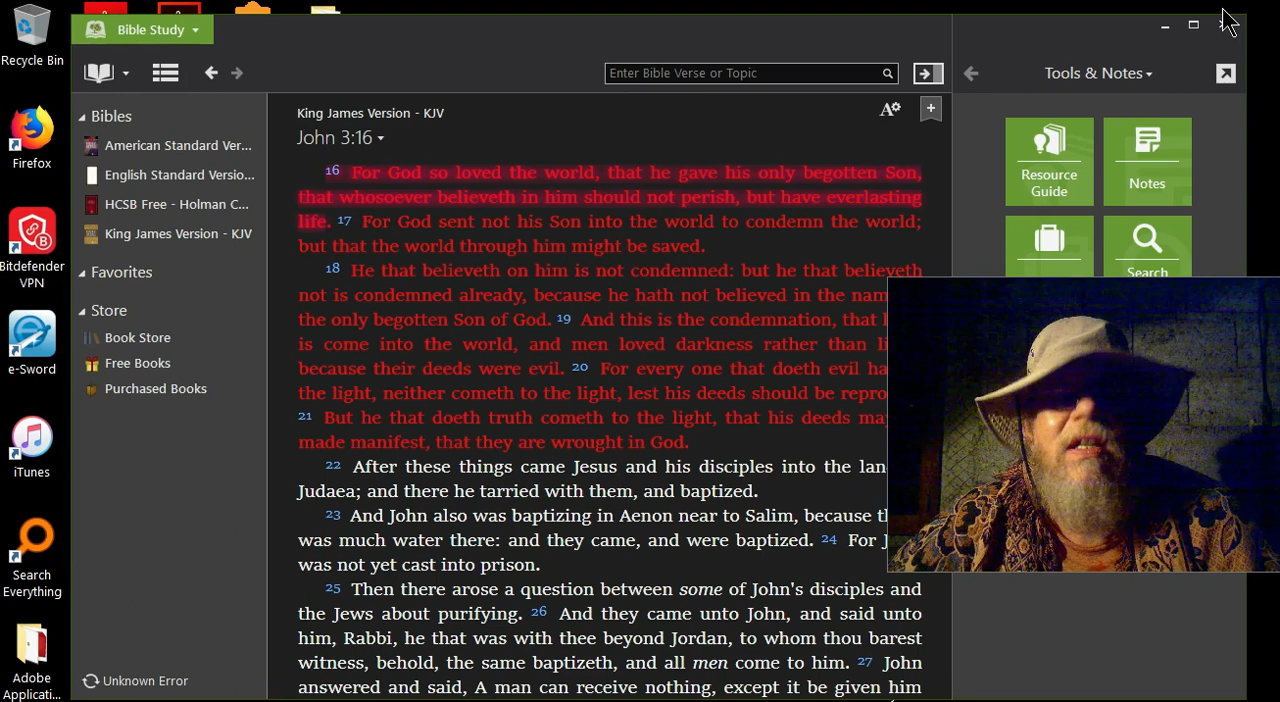 Recycle Bin
Firefox
Bitdefender
VPN
e-Sword
iTunes
Search
Everything
Adobe
Applicati...
Bible Study
Enter Bible Verse or Topic
Bibles
American Standard Ver...
English Standard Versio...
HCSB Free - Holman C...
King James Version - KJV
Favorites
Store
Book Store
Free Books
Purchased Books
Unknown Error
King James Version - KJV
John 3:16
16 For God so loved the world, that he gave his only begotten Son,
that whosoever believeth in him should not perish, but have everlasting
life. 17 For God sent not his Son into the world to condemn the world;
but that the world through him might be saved.
18 He that believeth on him is not condemned: but he that believeth
not is condemned already, because he hath not believed in the nam
the only begotten Son of God. 19 And this is the condemnation, that
is come into the world, and men loved darkness rather than li
because their deeds were evil. 20 For every one that doeth evil ha
the light, neither cometh to the light, lest his deeds should be repro
21 But he that doeth truth cometh to the light, that his deeds ma
made manifest, that they are wrought in God.
22 After these things came Jesus and his disciples into the lan
Judaea; and there he tarried with them, and baptized.
23 And John also was baptizing in Aenon near to Salim, because
was much water there: and they came, and were baptized. 24 For
was not yet cast into prison.
25 Then there arose a question between some of John's disciples and
the Jews about purifying. 26 And they came unto John, and said unto
him, Rabbi, he that was with thee beyond Jordan, to whom thou barest
witness, behold, the same baptizeth, and all men come to him. 27 John
answered and said, A man can receive nothing, except it be given him
Tools & Notes
Resource
Guide
Notes
Search